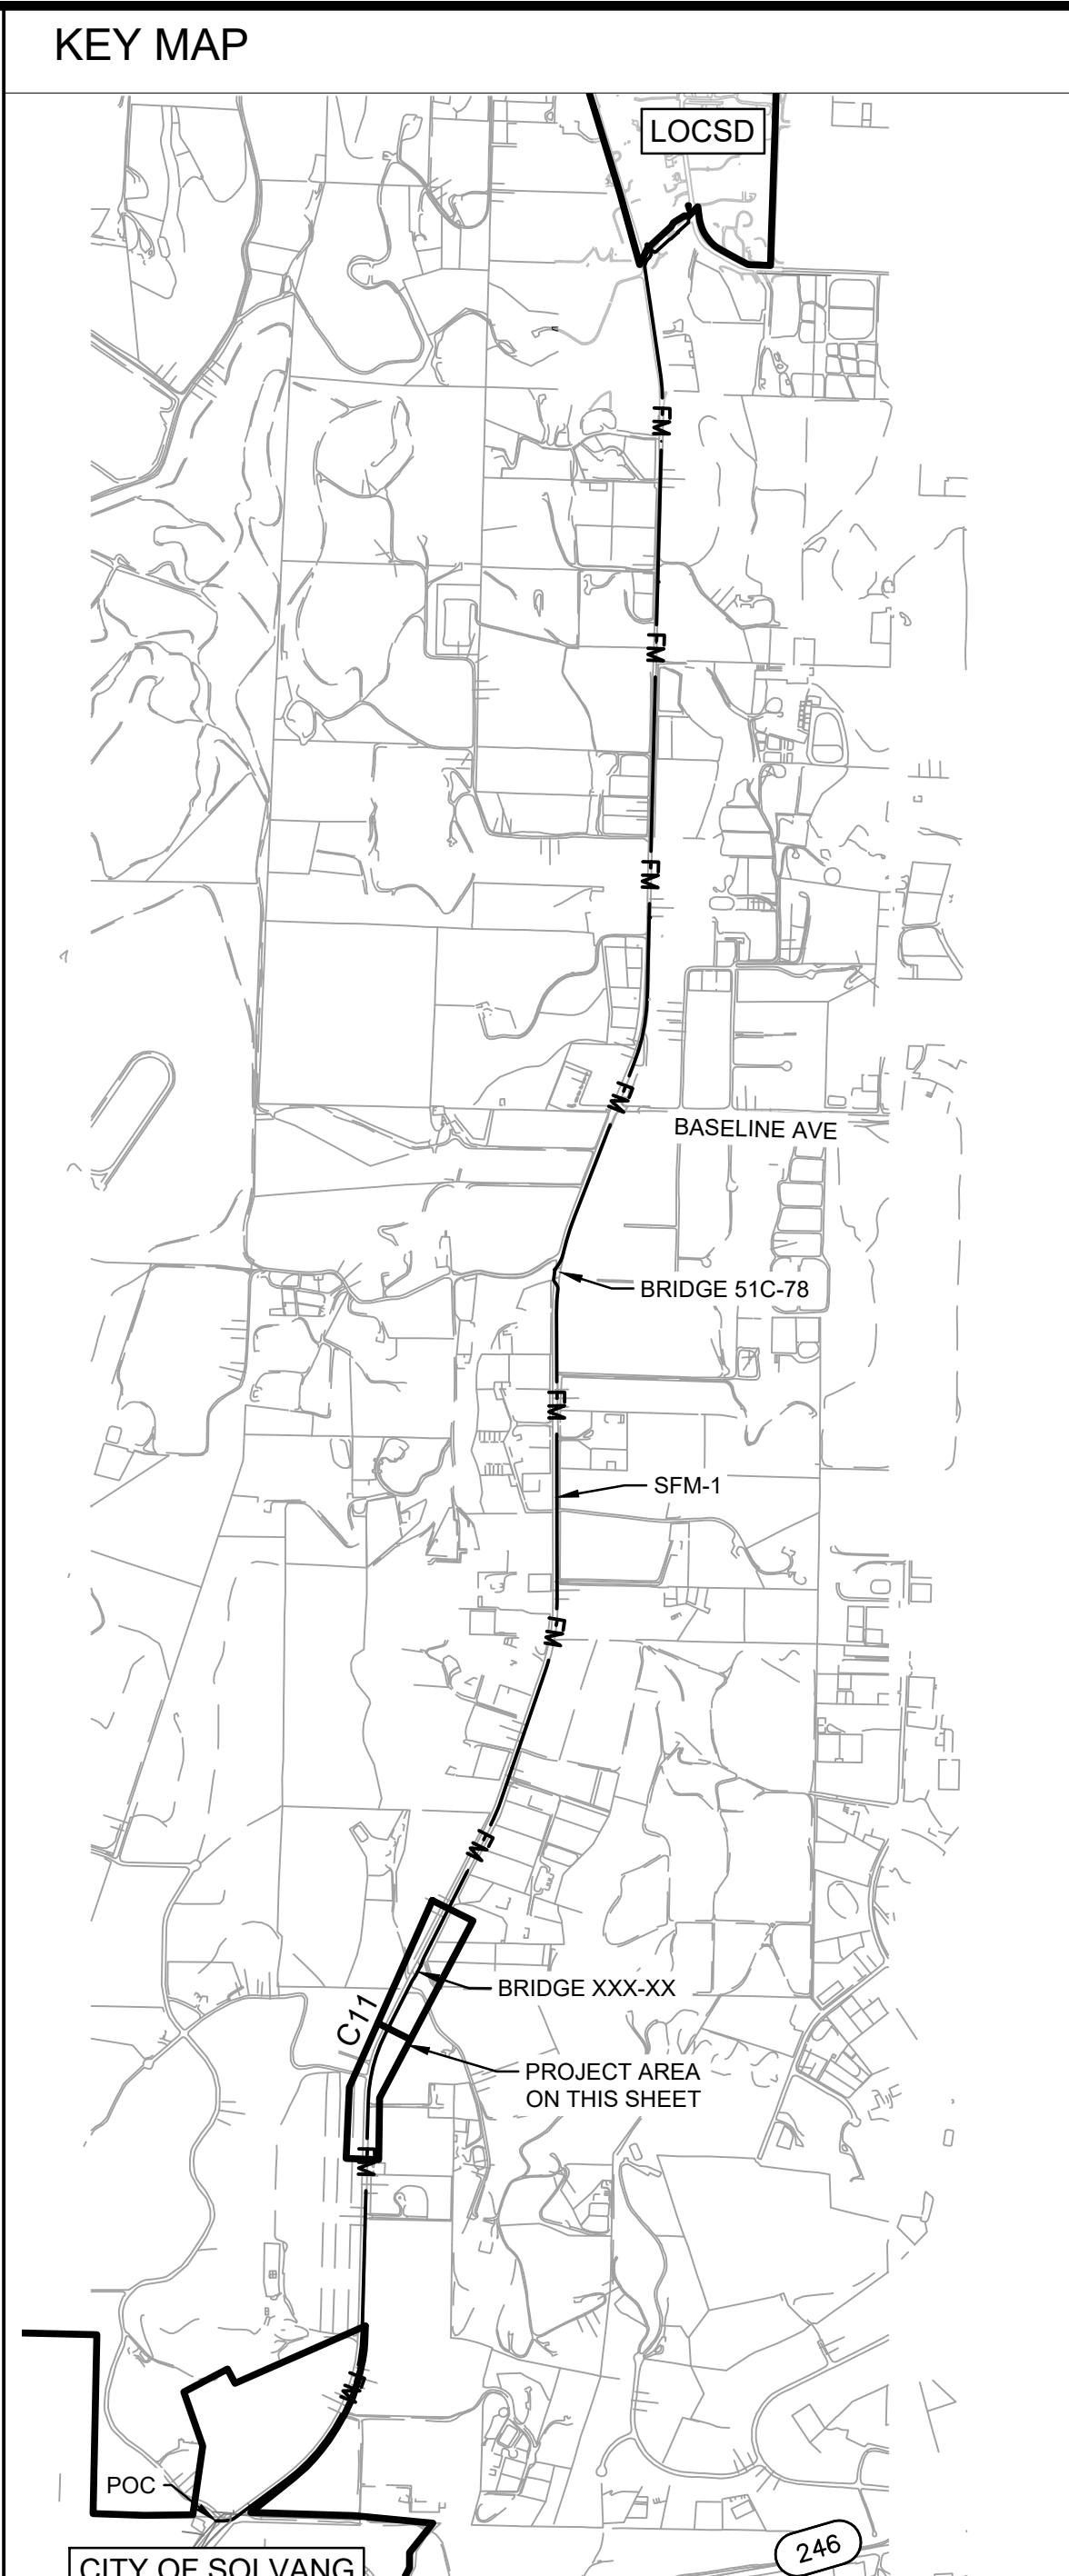 KEY MAP
LOCSD
FM
FM
FM
FM
BASELINE AVE
BRIDGE 51C-78
FM
SFM-1
FM
FM
BRIDGE XXX-XX
C11
PROJECT AREA
ON THIS SHEET
FM
FM
POC
246
CITY OF SOLVANG